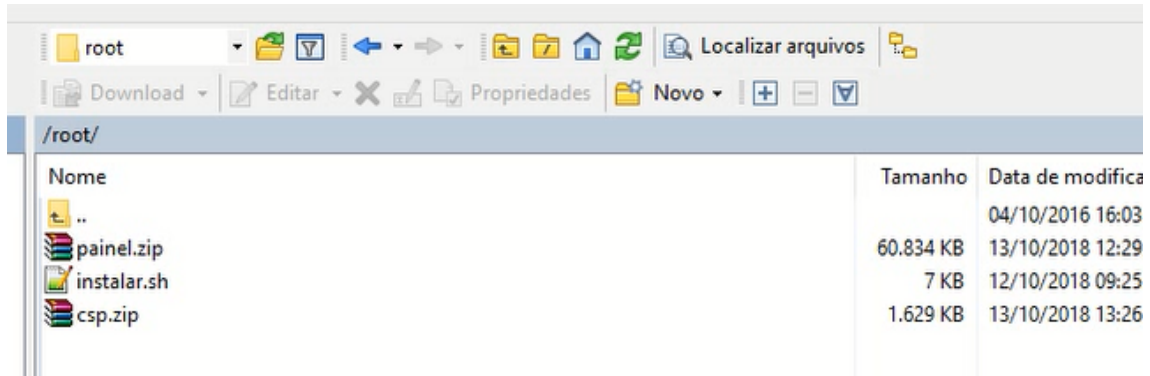 root Localizar arquivos
Download Editar Propriedades Novo
/root/
Nome Tamanho Data de modifica
.. 04/10/2016 16:03
painel.zip 60.834 KB 13/10/2018 12:29
instalar.sh 7 KB 12/10/2018 09:25
csp.zip 1.629 KB 13/10/2018 13:26